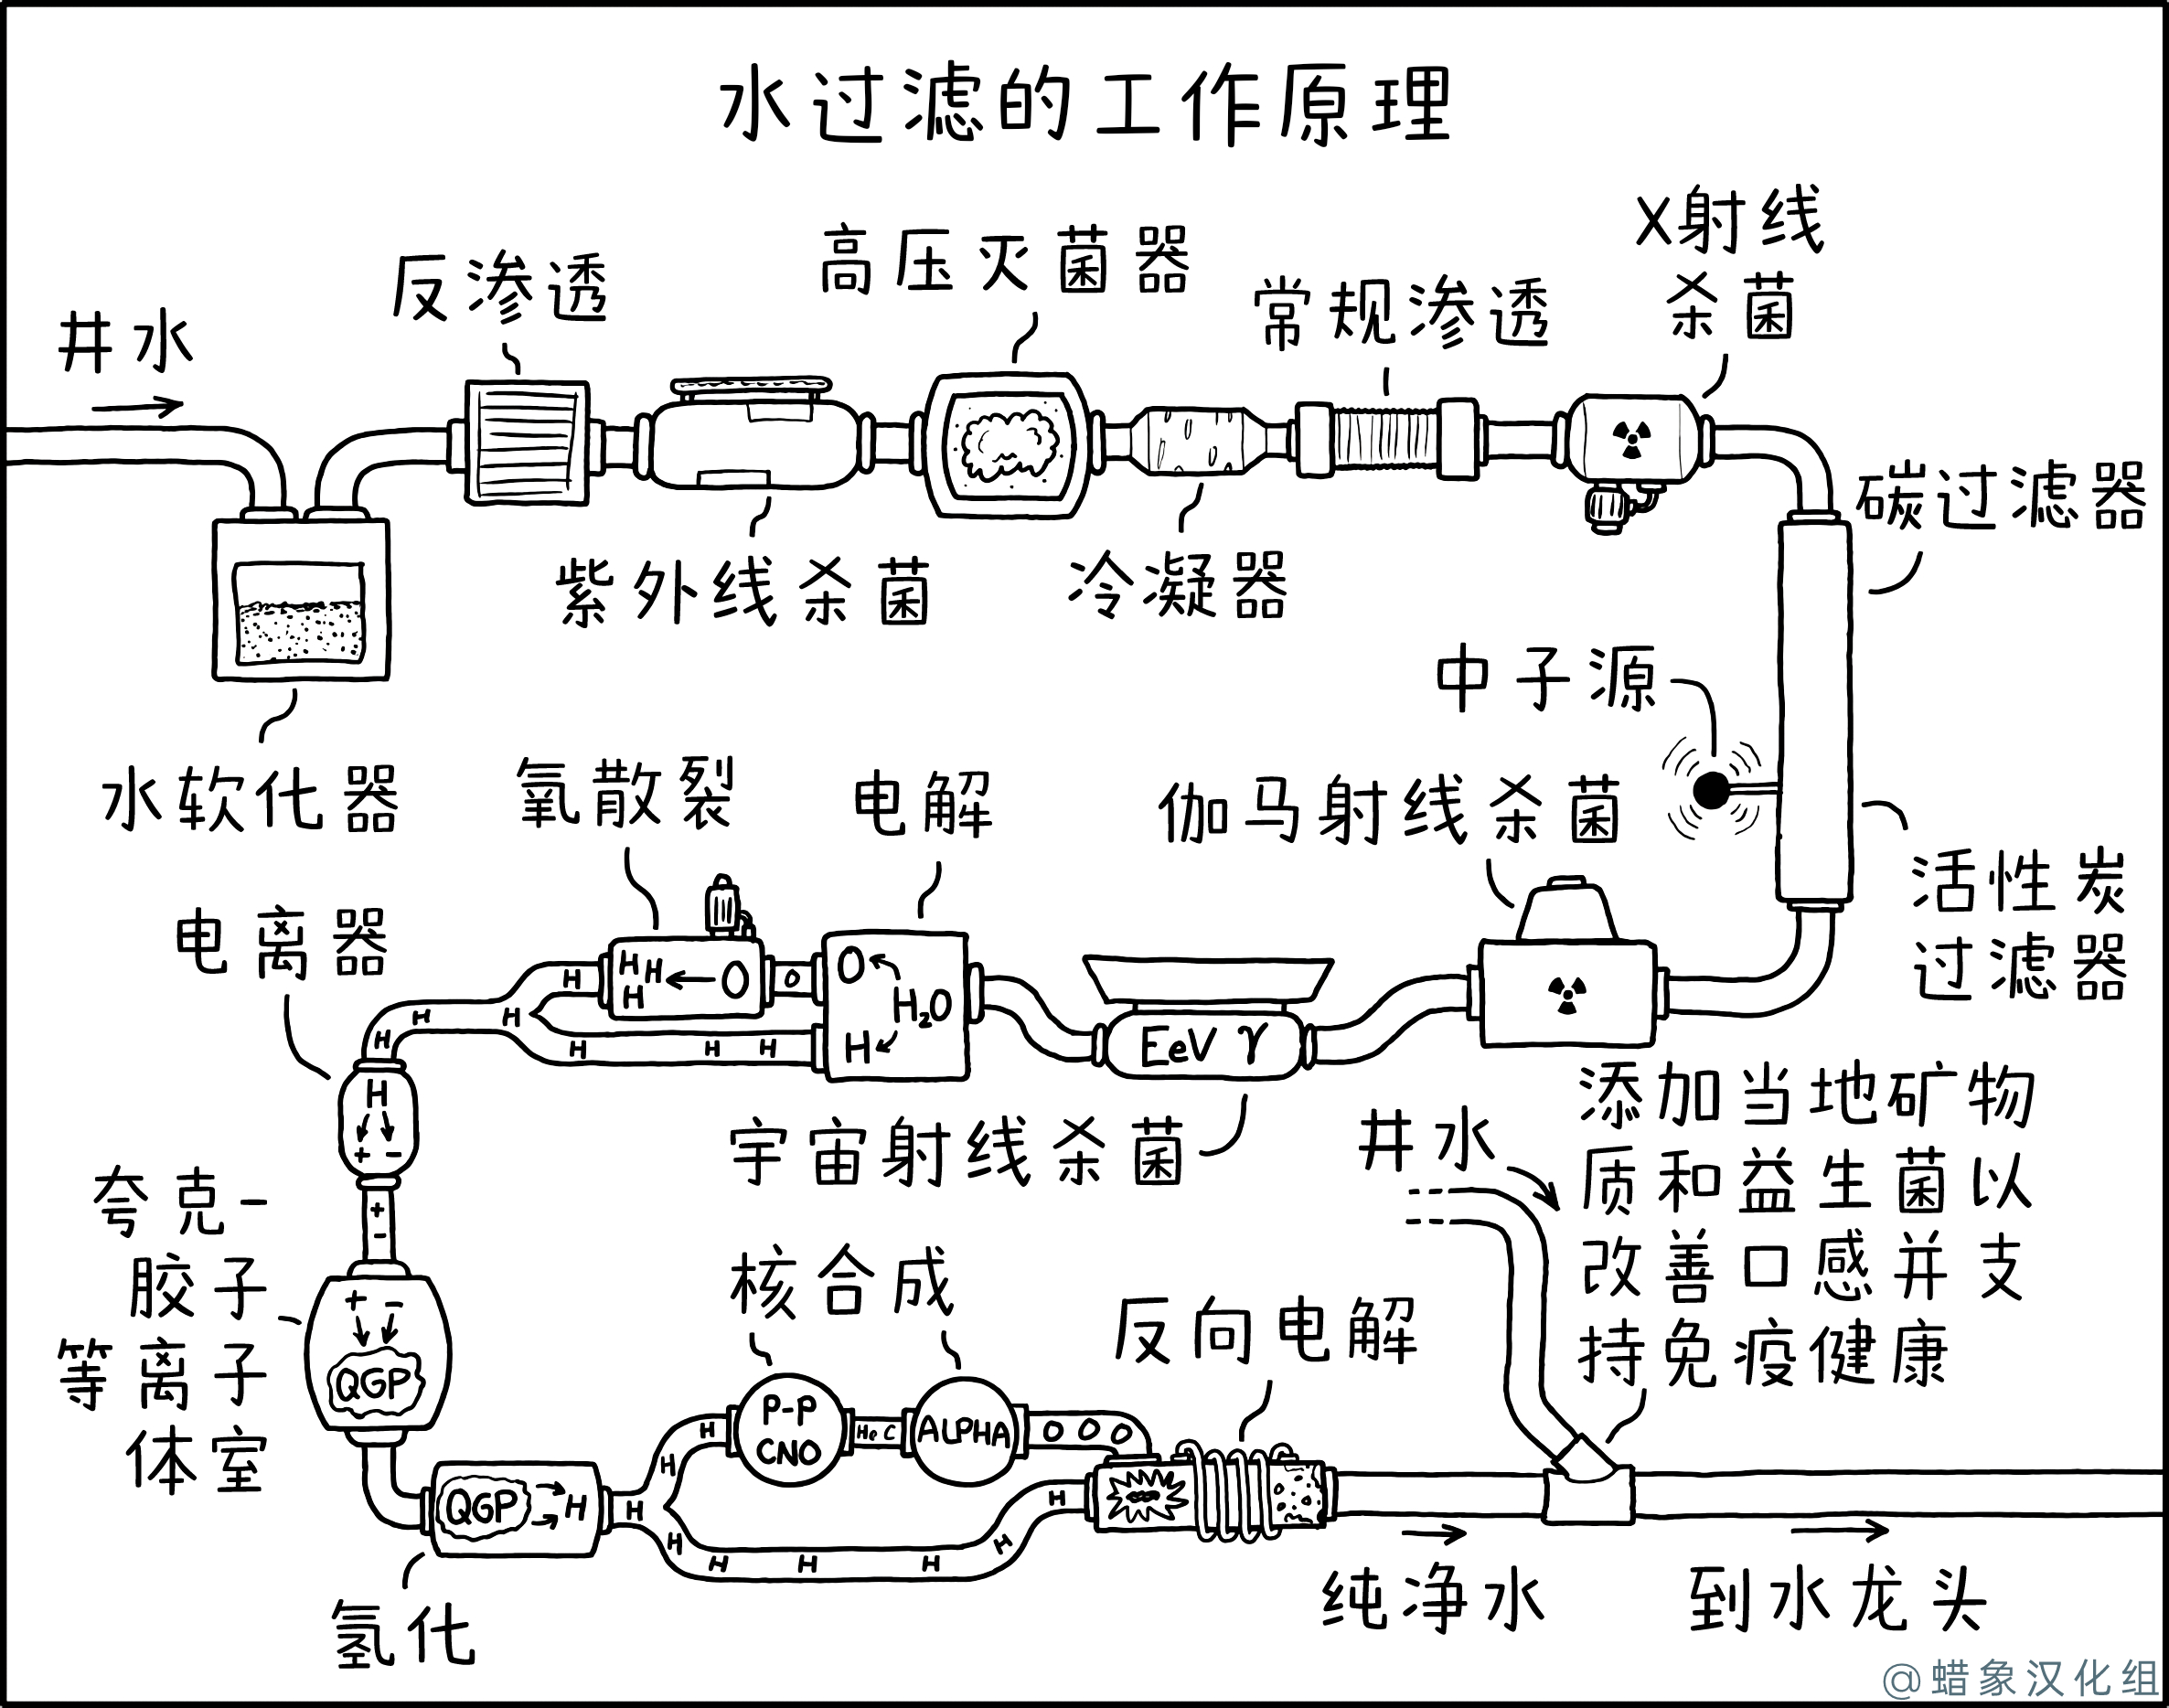 水过滤的工作原理
井水
反渗透
高压灭菌器
常规渗透
X射线
杀菌
水软化器
紫外线杀菌
冷凝器
碳过滤器
中子源
活性炭
过滤器
伽马射线杀菌
EeV γ
宇宙射线杀菌
电解
O
H₂O
H
O
氧散裂
H H O
H
H
H
H H H
H
H
H
电离器
H
+ -
+
-
夸克-
胶子
等离子
体室
+ -
QGP
QGP H
氢化
H
H
H
核合成
P-P
CNO
He C
ALPHA
O O O
H
H H H
H
H
反向电解
纯净水
井水
添加当地矿物
质和益生菌以
改善口感并支
持免疫健康
到水龙头
@蜡象汉化组